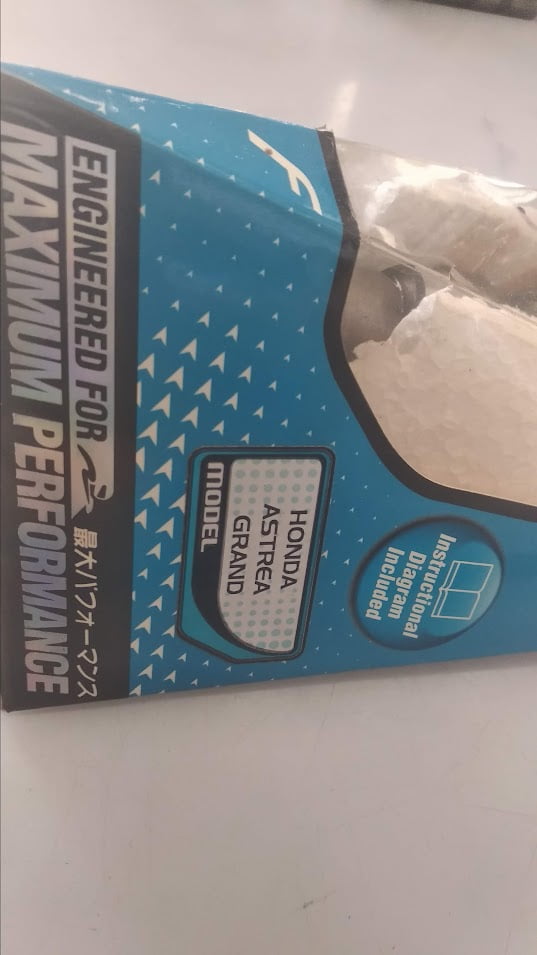 Instructional
Diagram
Included
HONDA
ASTREA
GRAND
MODEL
ENGINEERED FOR
最大パフォーマンス
MAXIMUM PERFORMANCE